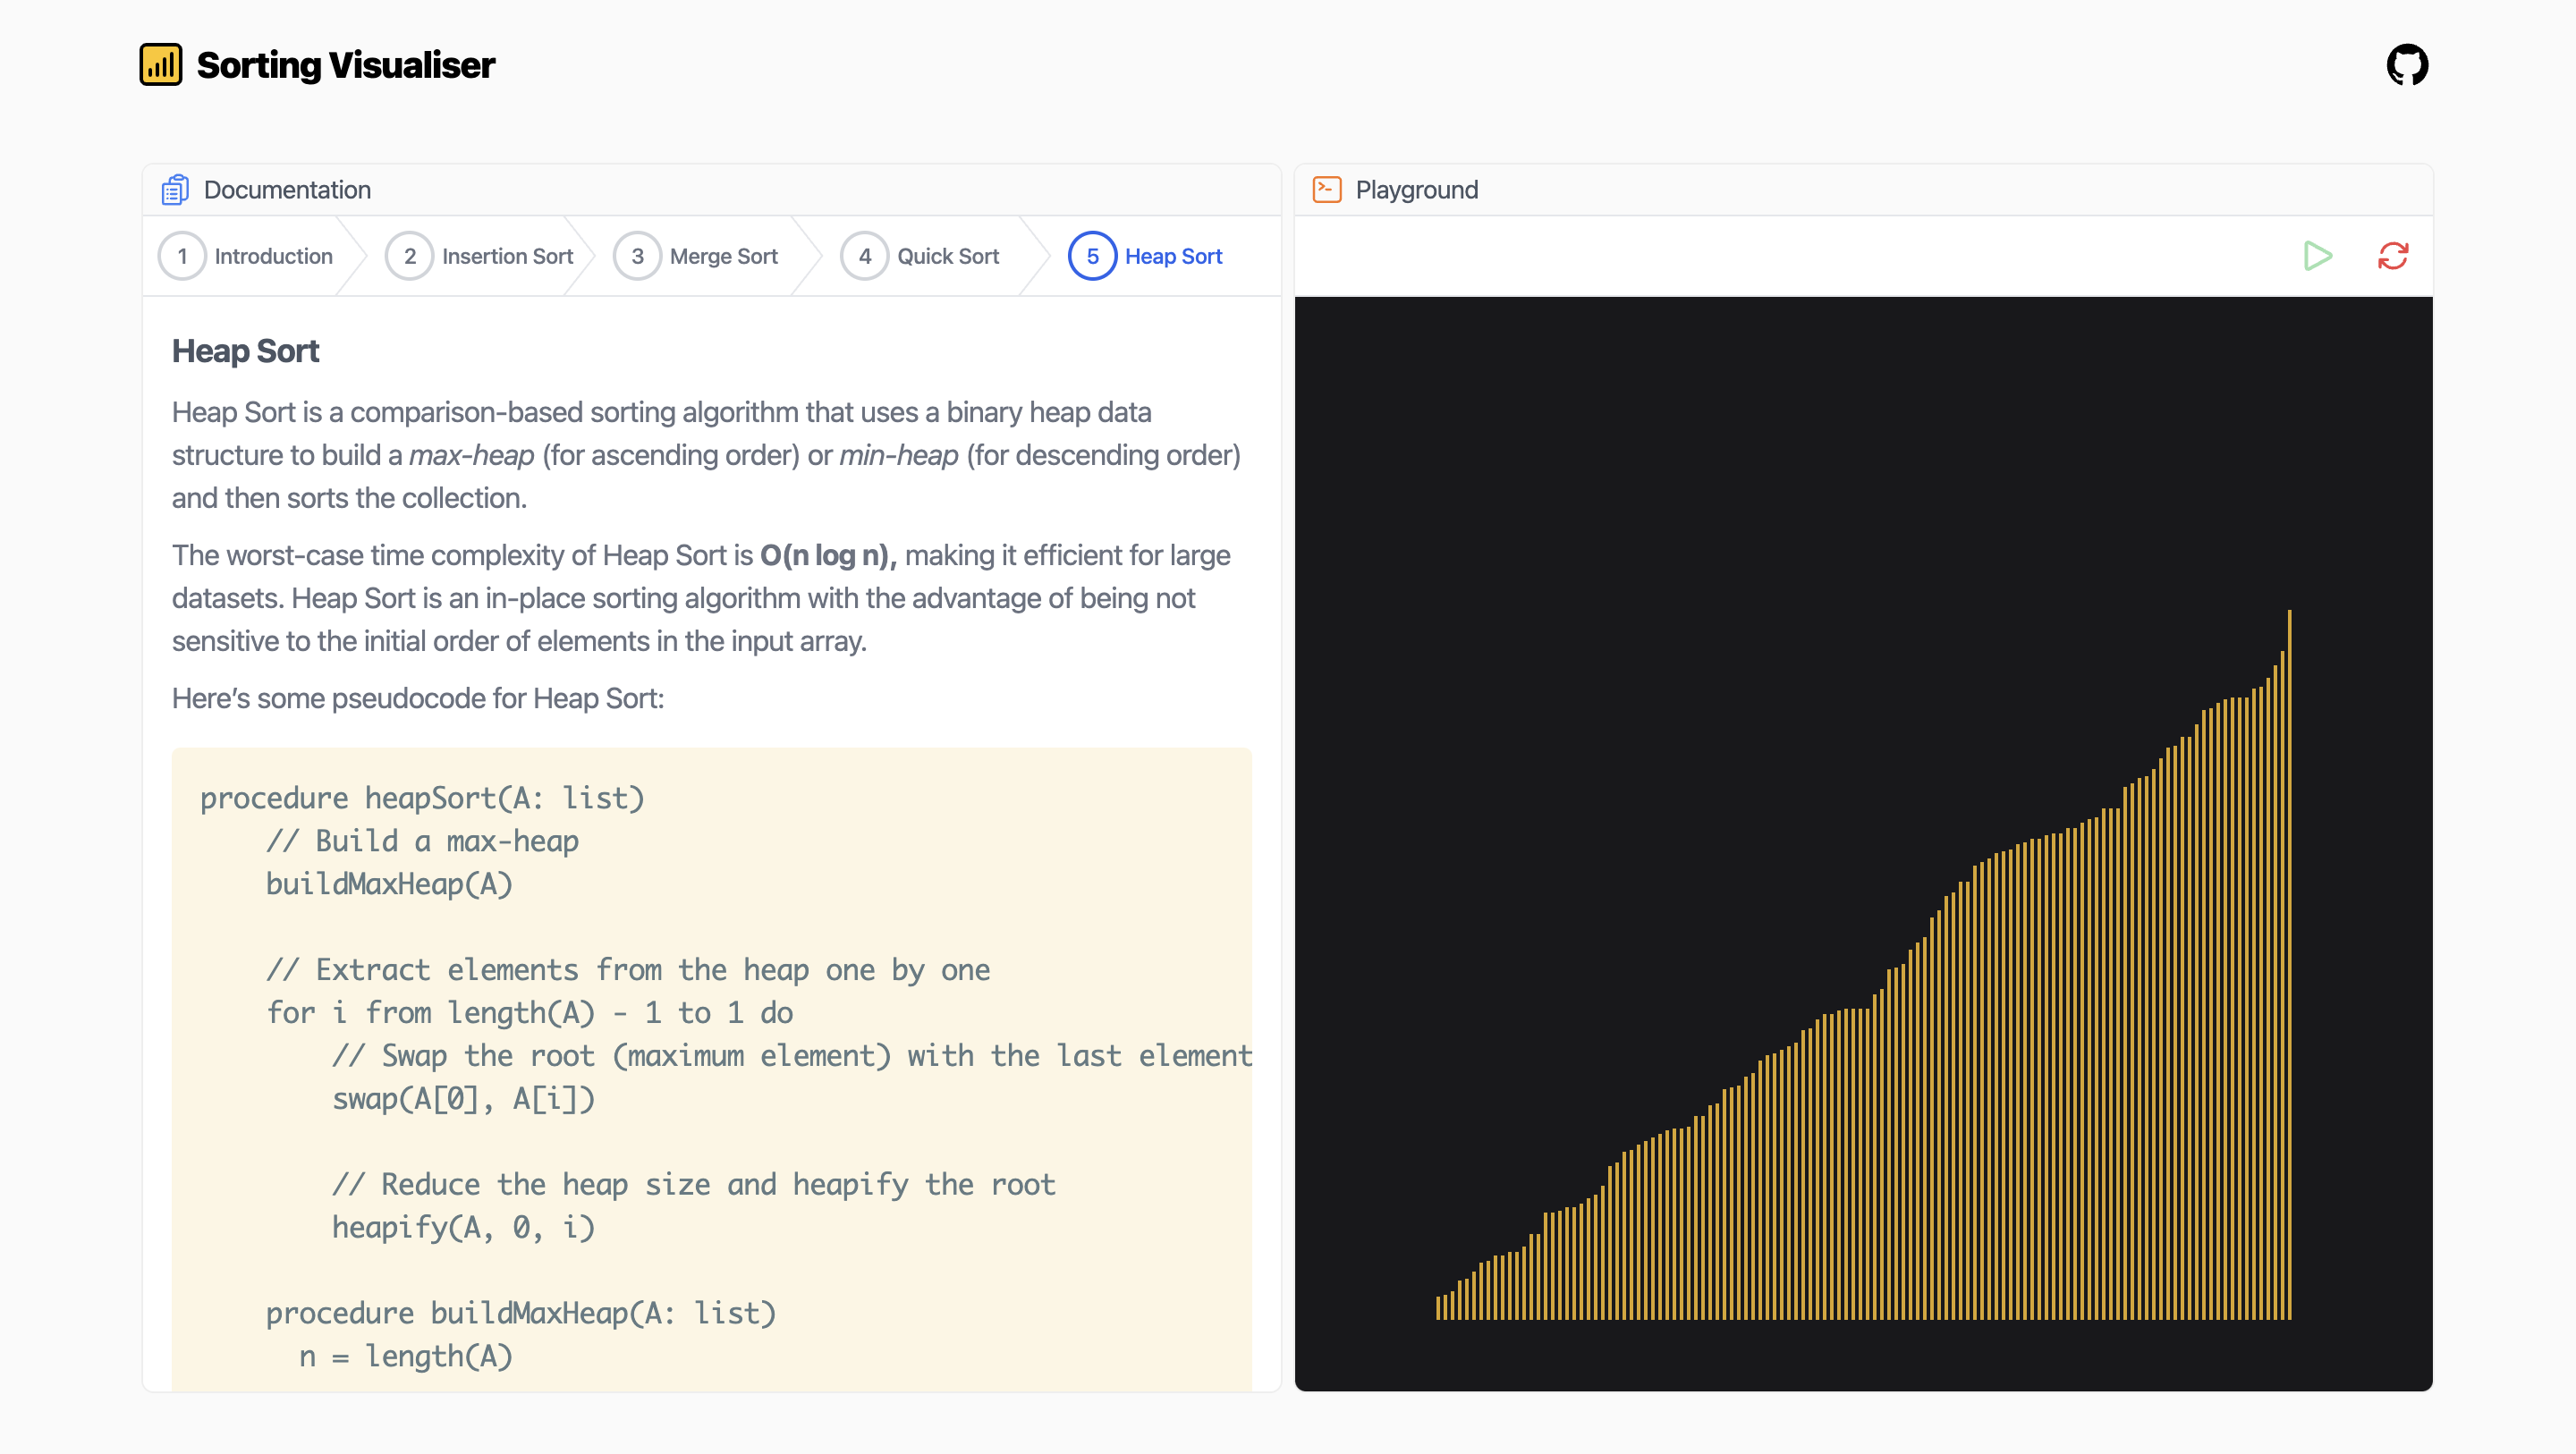 Sorting Visualiser
Documentation
1 Introduction
2 Insertion Sort
3 Merge Sort
4 Quick Sort
5 Heap Sort
Heap Sort
Heap Sort is a comparison-based sorting algorithm that uses a binary heap data
structure to build a max-heap (for ascending order) or min-heap (for descending order)
and then sorts the collection.
The worst-case time complexity of Heap Sort is O(n log n), making it efficient for large
datasets. Heap Sort is an in-place sorting algorithm with the advantage of being not
sensitive to the initial order of elements in the input array.
Here’s some pseudocode for Heap Sort:
procedure heapSort(A: list)
// Build a max-heap
buildMaxHeap(A)
// Extract elements from the heap one by one
for i from length(A) - 1 to 1 do
// Swap the root (maximum element) with the last element
swap(A[0], A[i])
// Reduce the heap size and heapify the root
heapify(A, 0, i)
procedure buildMaxHeap(A: list)
n = length(A)
Playground